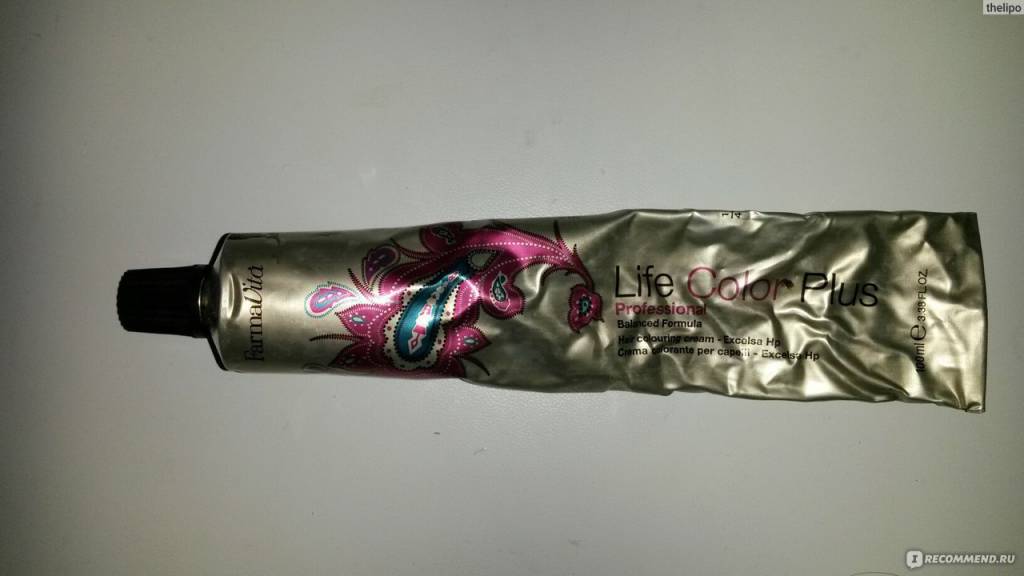 thelipo
FarmaVita
Life Color Plus
Professional
Balanced Formula
Hair colouring cream - Excelsa Hp
Crema colorante per capelli - Excelsa Hp
100ml e 3.38 FL.OZ
RECOMMEND.RU